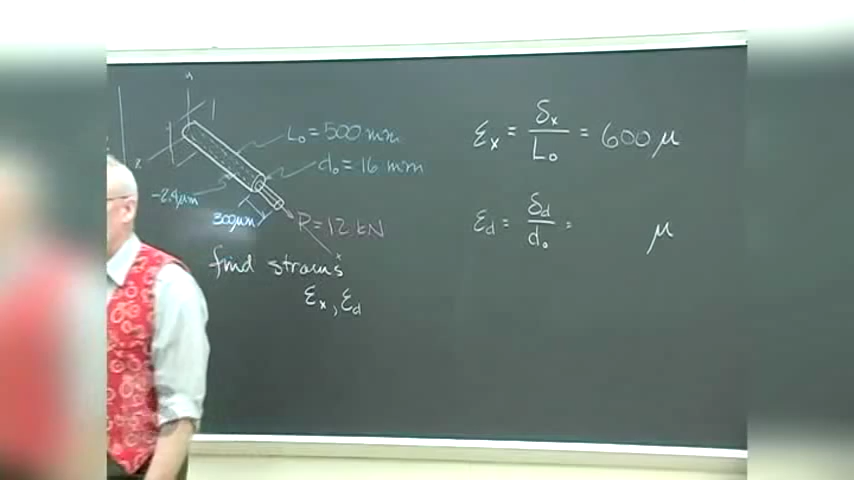 y
L₀ = 500 mm
z
d₀ = 16 mm
-2.4 μm
300 μm
P = 12 kN
x
find strains
εx, εd
εx = δx / L₀ = 600 μ
εd = δd / d₀ = μ